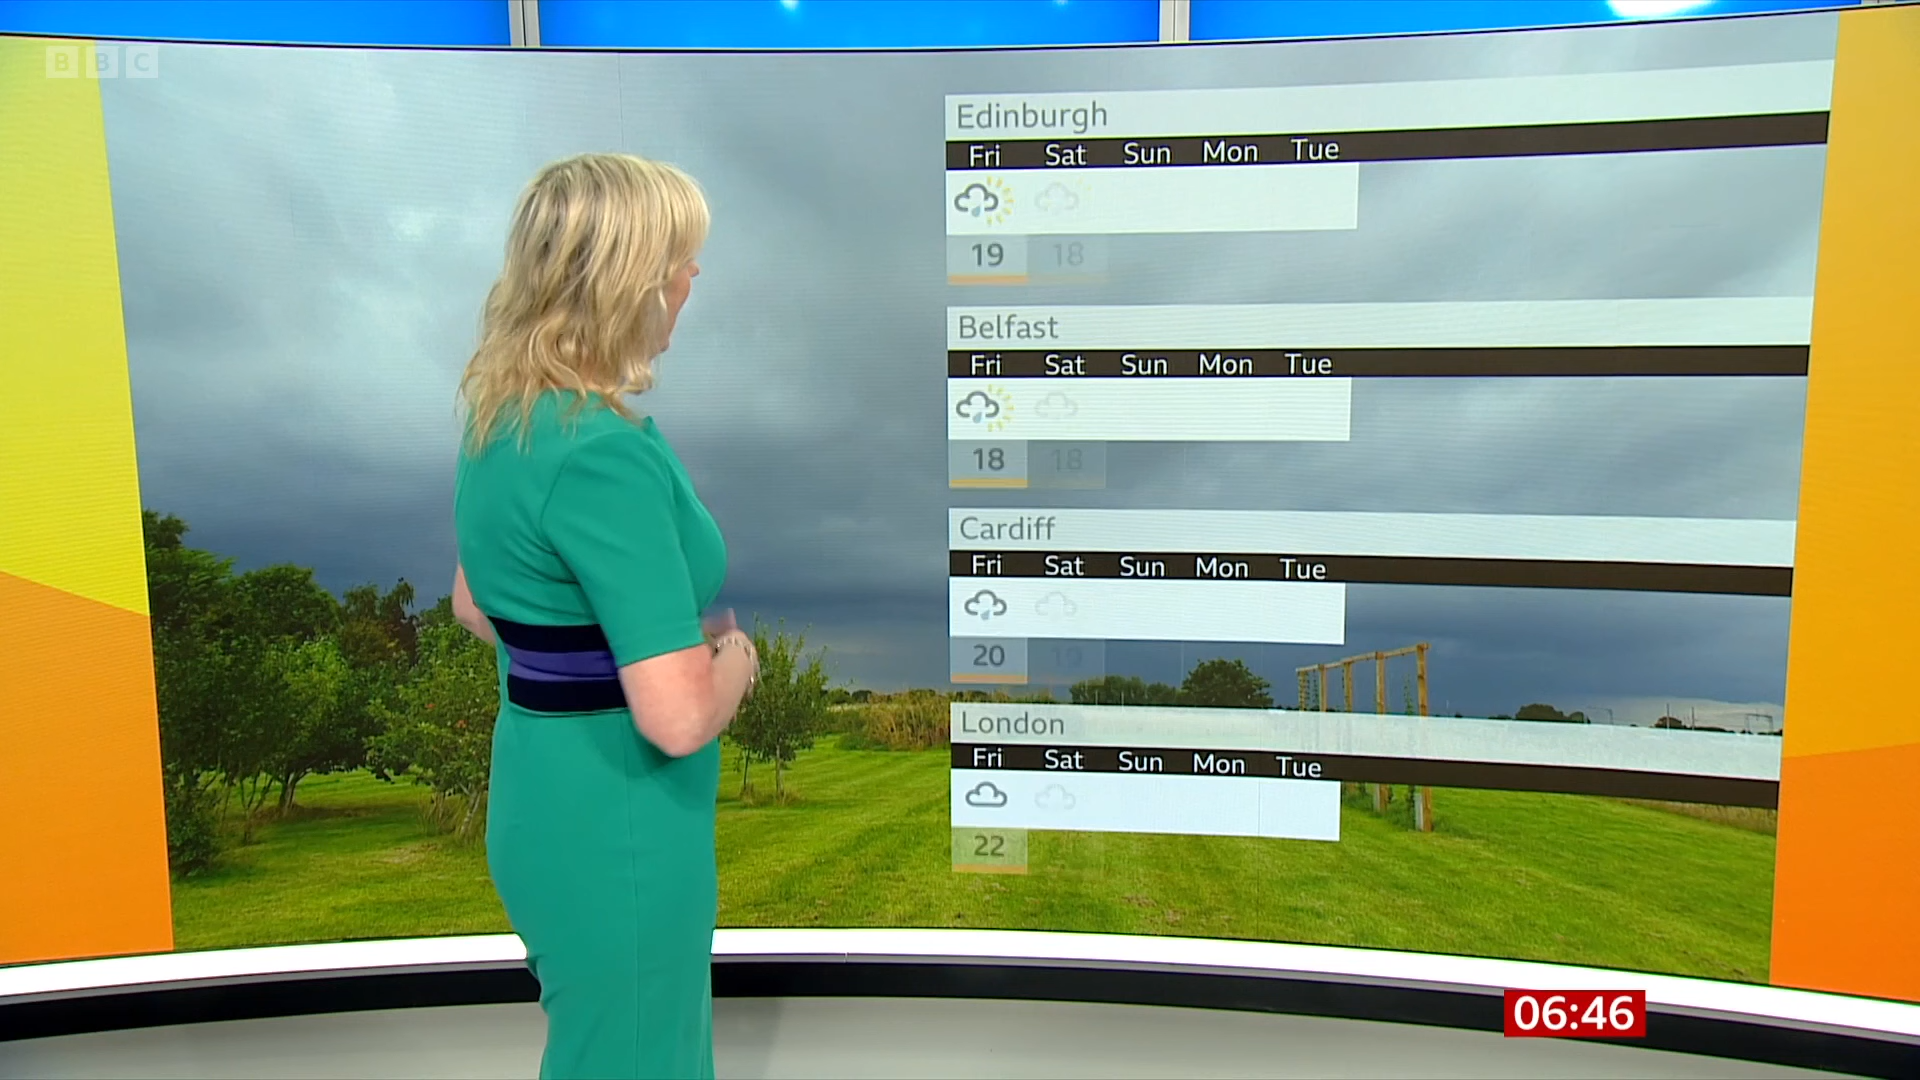 BBC
Edinburgh
Fri Sat Sun Mon Tue
19 18
Belfast
Fri Sat Sun Mon Tue
18 18
Cardiff
Fri Sat Sun Mon Tue
20 19
London
Fri Sat Sun Mon Tue
22
06:46